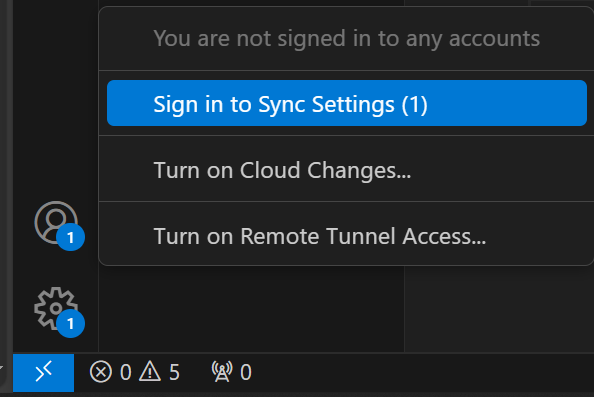 You are not signed in to any accounts
Sign in to Sync Settings (1)
Turn on Cloud Changes...
Turn on Remote Tunnel Access...
1
1
0 5 0